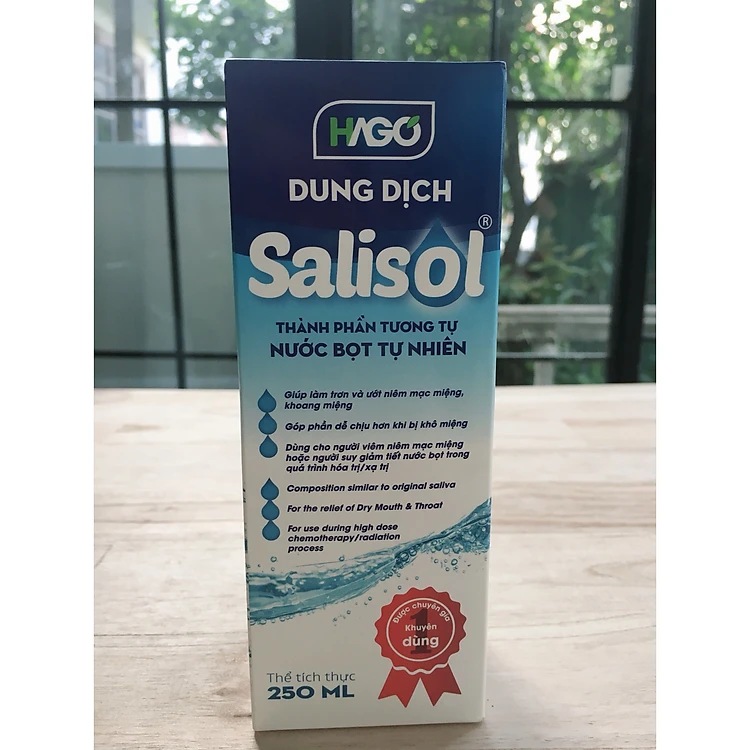 HAGO
DUNG DỊCH
Salisol®
THÀNH PHẦN TƯƠNG TỰ
NƯỚC BỌT TỰ NHIÊN
Giúp làm trơn và ướt niêm mạc miệng,
khoang miệng
Góp phần dễ chịu hơn khi bị khô miệng
Dùng cho người viêm niêm mạc miệng
hoặc người suy giảm tiết nước bọt trong
quá trình hóa trị/xạ trị
Composition similar to original saliva
For the relief of Dry Mouth & Throat
For use during high dose
chemotherapy/radiation
process
Được chuyên gia
1
Khuyên
dùng
Thể tích thực
250 ML